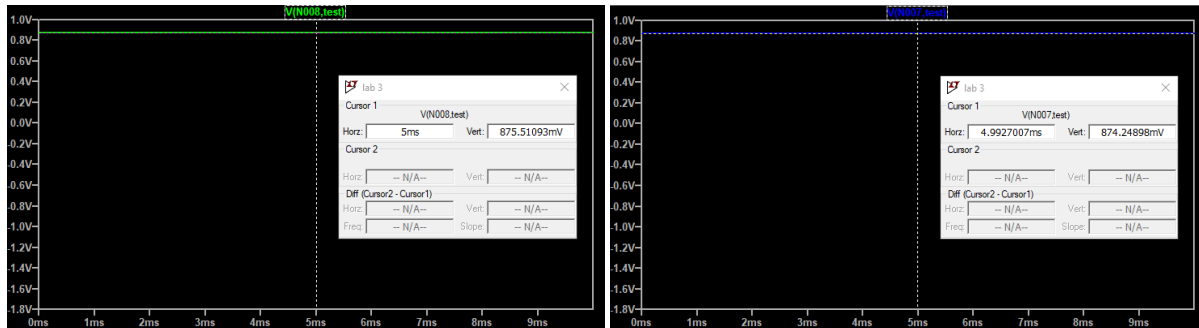 V(N008,test)
1.0V
0.8V
0.6V
0.4V
0.2V
0.0V
-0.2V
-0.4V
-0.6V
-0.8V
-1.0V
-1.2V
-1.4V
-1.6V
-1.8V
0ms 1ms 2ms 3ms 4ms 5ms 6ms 7ms 8ms 9ms
lab 3
Cursor 1
V(N008,test)
Horz: 5ms Vert: 875.51093mV
Cursor 2
Horz: -- N/A-- Vert: -- N/A--
Diff (Cursor2 - Cursor1)
Horz: -- N/A-- Vert: -- N/A--
Freq: -- N/A-- Slope: -- N/A--
V(N007,test)
1.0V
0.8V
0.6V
0.4V
0.2V
0.0V
-0.2V
-0.4V
-0.6V
-0.8V
-1.0V
-1.2V
-1.4V
-1.6V
-1.8V
0ms 1ms 2ms 3ms 4ms 5ms 6ms 7ms 8ms 9ms
lab 3
Cursor 1
V(N007,test)
Horz: 4.9927007ms Vert: 874.24898mV
Cursor 2
Horz: -- N/A-- Vert: -- N/A--
Diff (Cursor2 - Cursor1)
Horz: -- N/A-- Vert: -- N/A--
Freq: -- N/A-- Slope: -- N/A--